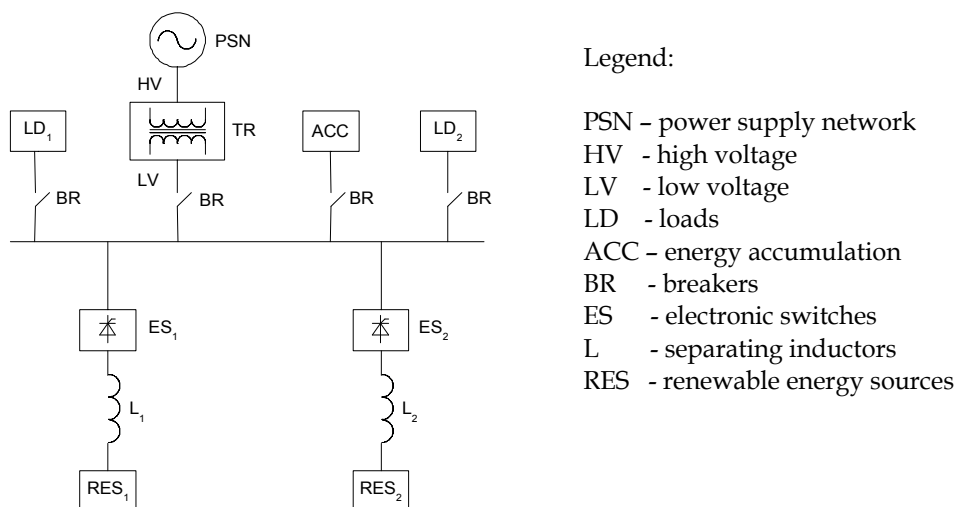 PSN
HV
LD1
TR
ACC
LD2
LV
BR
BR
BR
BR
ES1
ES2
L1
L2
RES1
RES2
Legend:
PSN – power supply network
HV - high voltage
LV - low voltage
LD - loads
ACC – energy accumulation
BR - breakers
ES - electronic switches
L - separating inductors
RES - renewable energy sources